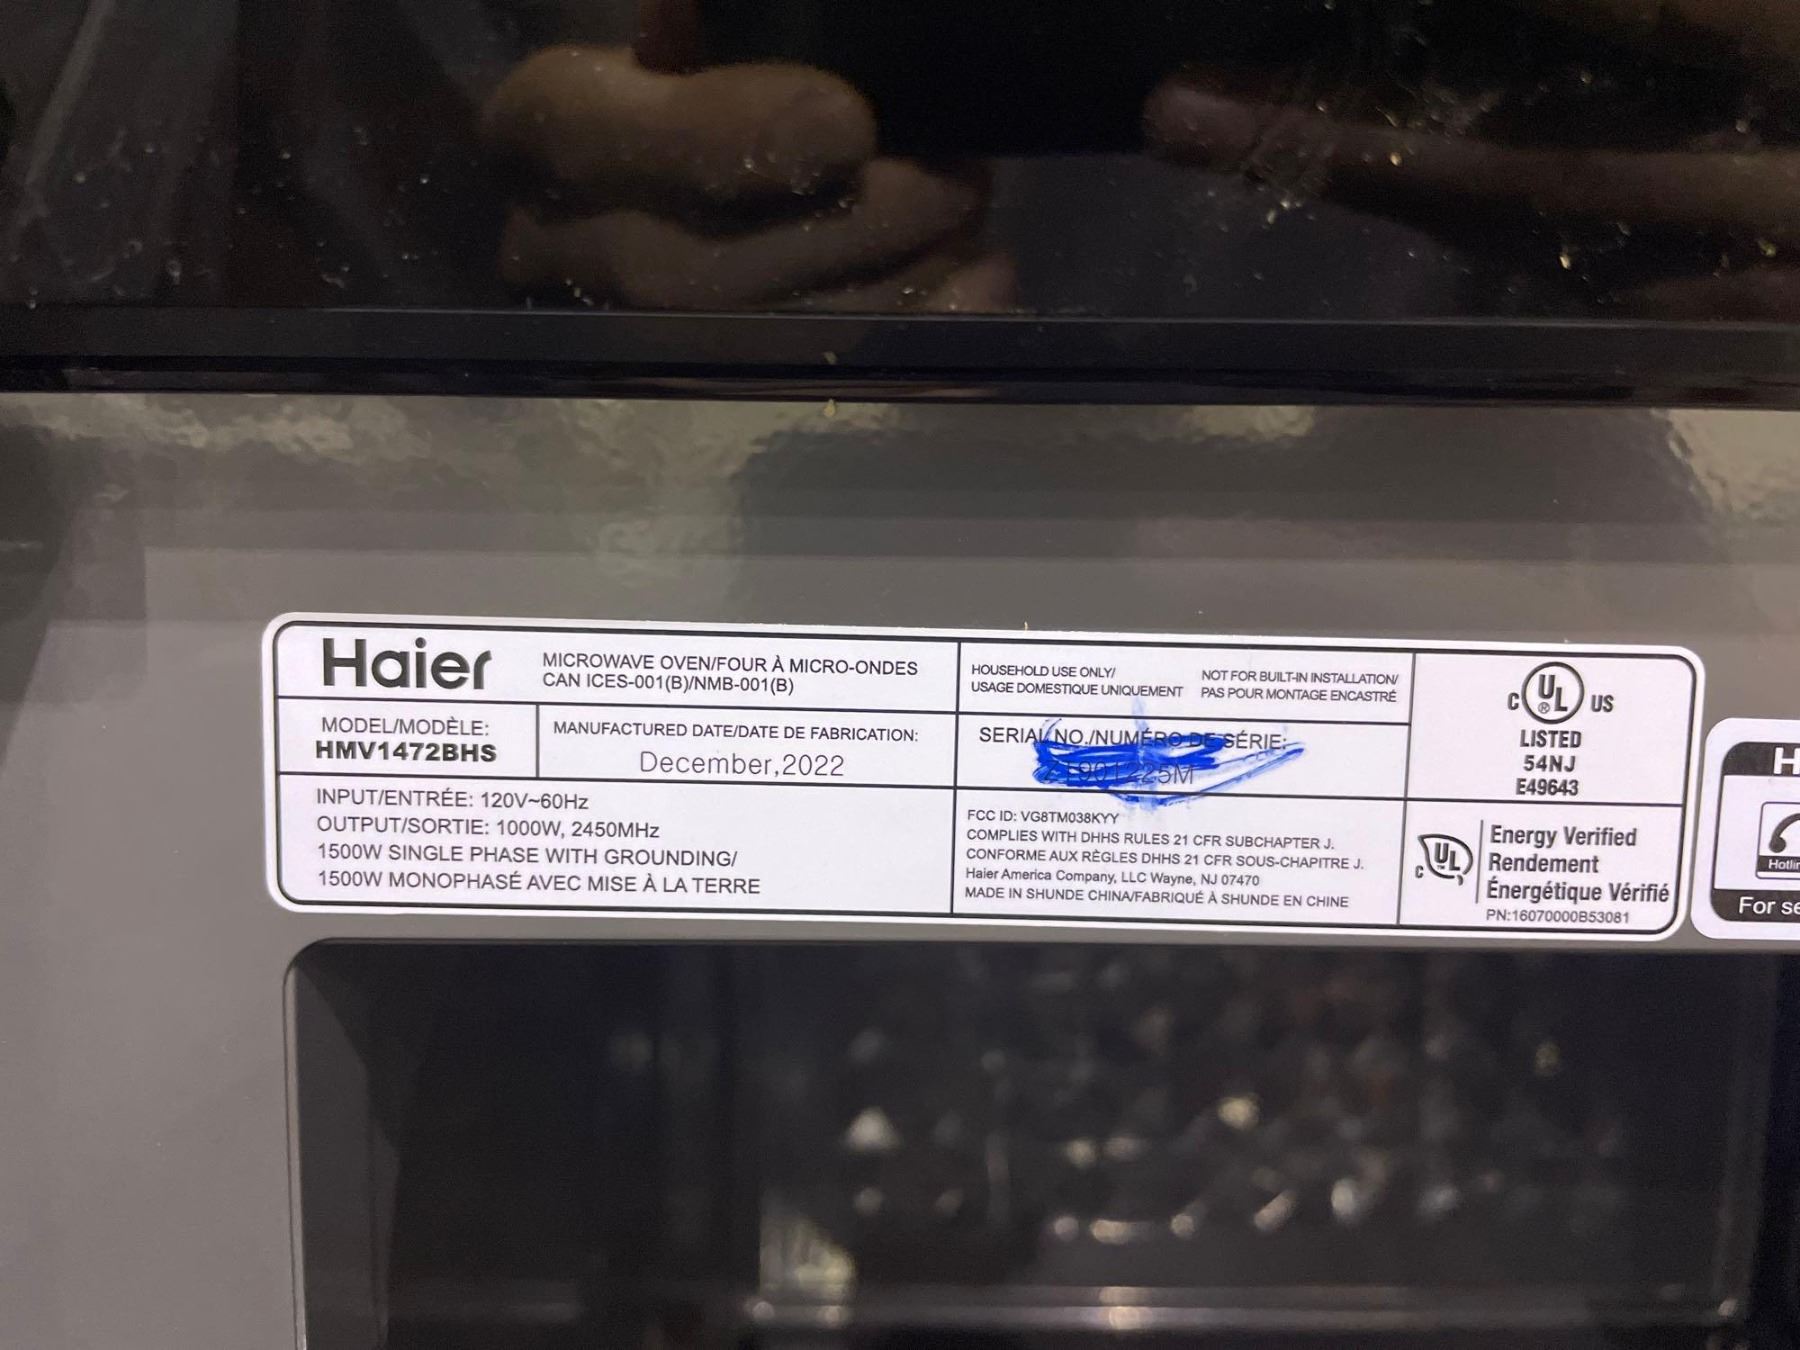 Haier
MICROWAVE OVEN/FOUR À MICRO-ONDES
CAN ICES-001(B)/NMB-001(B)
HOUSEHOLD USE ONLY/
USAGE DOMESTIQUE UNIQUEMENT
NOT FOR BUILT-IN INSTALLATION/
PAS POUR MONTAGE ENCASTRÉ
MODEL/MODÈLE:
HMV1472BHS
MANUFACTURED DATE/DATE DE FABRICATION:
December,2022
SERIAL NO./NUMÉRO DE SÉRIE:
INPUT/ENTRÉE: 120V~60Hz
OUTPUT/SORTIE: 1000W, 2450MHz
1500W SINGLE PHASE WITH GROUNDING/
1500W MONOPHASÉ AVEC MISE À LA TERRE
FCC ID: VG8TM038KYY
COMPLIES WITH DHHS RULES 21 CFR SUBCHAPTER J.
CONFORME AUX RÈGLES DHHS 21 CFR SOUS-CHAPITRE J.
Haier America Company, LLC Wayne, NJ 07470
MADE IN SHUNDE CHINA/FABRIQUÉ À SHUNDE EN CHINE
C UL ® US
LISTED
54NJ
E49643
C UL
Energy Verified
Rendement
Énergétique Vérifié
PN:16070000B53081
For